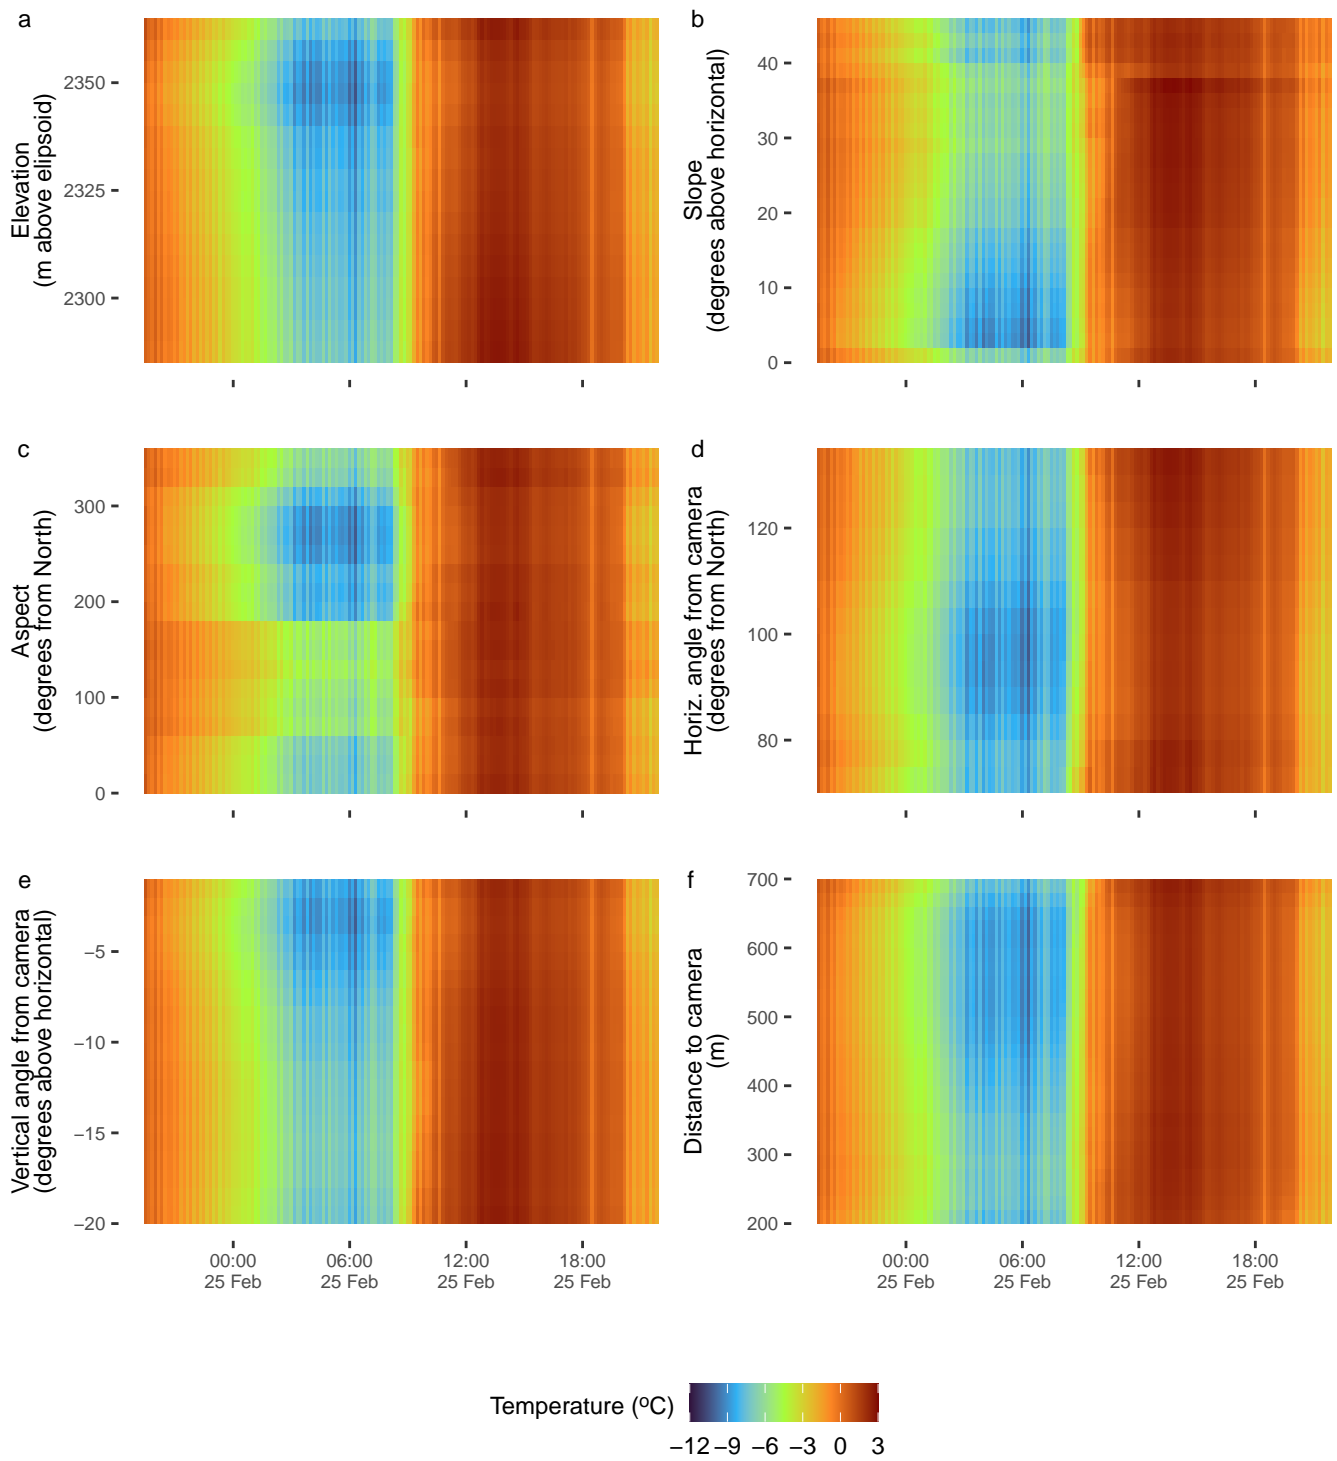 a
Elevation
(m above elipsoid)
2350
2325
2300
b
Slope
(degrees above horizontal)
40
30
20
10
0
c
Aspect
(degrees from North)
300
200
100
0
d
Horiz. angle from camera
(degrees from North)
120
100
80
e
Vertical angle from camera
(degrees above horizontal)
−5
−10
−15
−20
00:00
25 Feb
06:00
25 Feb
12:00
25 Feb
18:00
25 Feb
f
Distance to camera
(m)
700
600
500
400
300
200
00:00
25 Feb
06:00
25 Feb
12:00
25 Feb
18:00
25 Feb
Temperature (°C)
−12 −9 −6 −3 0 3